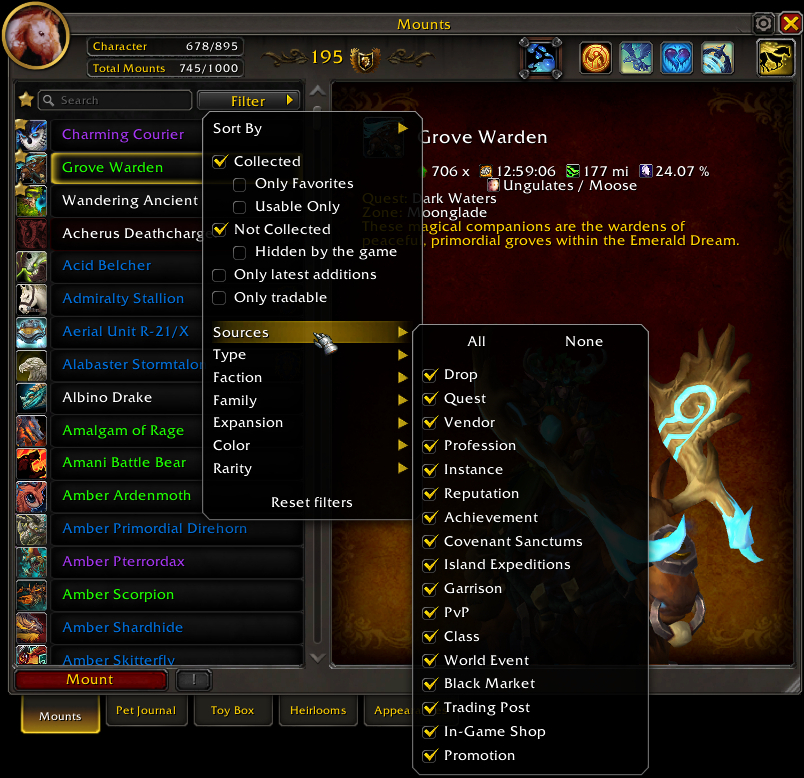 Mounts
Character 678/895
Total Mounts 745/1000
195
Search
Filter
Charming Courier
Grove Warden
Wandering Ancient
Acherus Deathcharge
Acid Belcher
Admiralty Stallion
Aerial Unit R-21/X
Alabaster Stormtalon
Albino Drake
Amalgam of Rage
Amani Battle Bear
Amber Ardenmoth
Amber Primordial Direhorn
Amber Pterrordax
Amber Scorpion
Amber Shardhide
Amber Skitterfly
Mount
!
Sort By
Collected
Only Favorites
Usable Only
Not Collected
Hidden by the game
Only latest additions
Only tradable
Sources
Type
Faction
Family
Expansion
Color
Rarity
Reset filters
Grove Warden
706 x 12:59:06 177 mi 24.07 %
Ungulates / Moose
Quest: Dark Waters
Zone: Moonglade
These magical companions are the wardens of
peaceful, primordial groves within the Emerald Dream.
All None
Drop
Quest
Vendor
Profession
Instance
Reputation
Achievement
Covenant Sanctums
Island Expeditions
Garrison
PvP
Class
World Event
Black Market
Trading Post
In-Game Shop
Promotion
Mounts
Pet Journal
Toy Box
Heirlooms
Appea